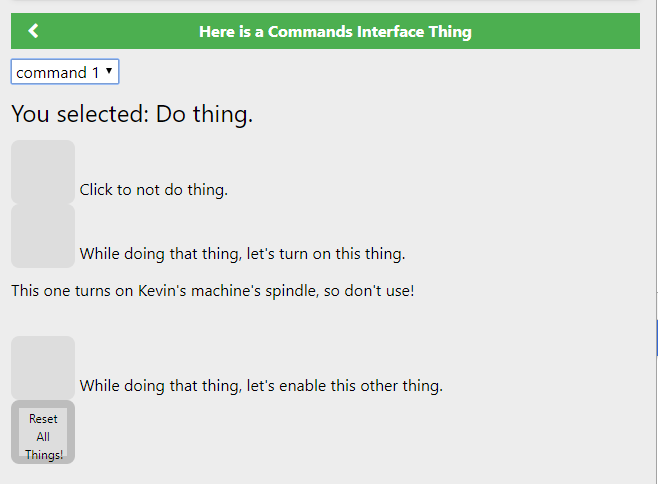 Here is a Commands Interface Thing
command 1
You selected: Do thing.
Click to not do thing.
While doing that thing, let's turn on this thing.
This one turns on Kevin's machine's spindle, so don't use!
While doing that thing, let's enable this other thing.
Reset
All
Things!